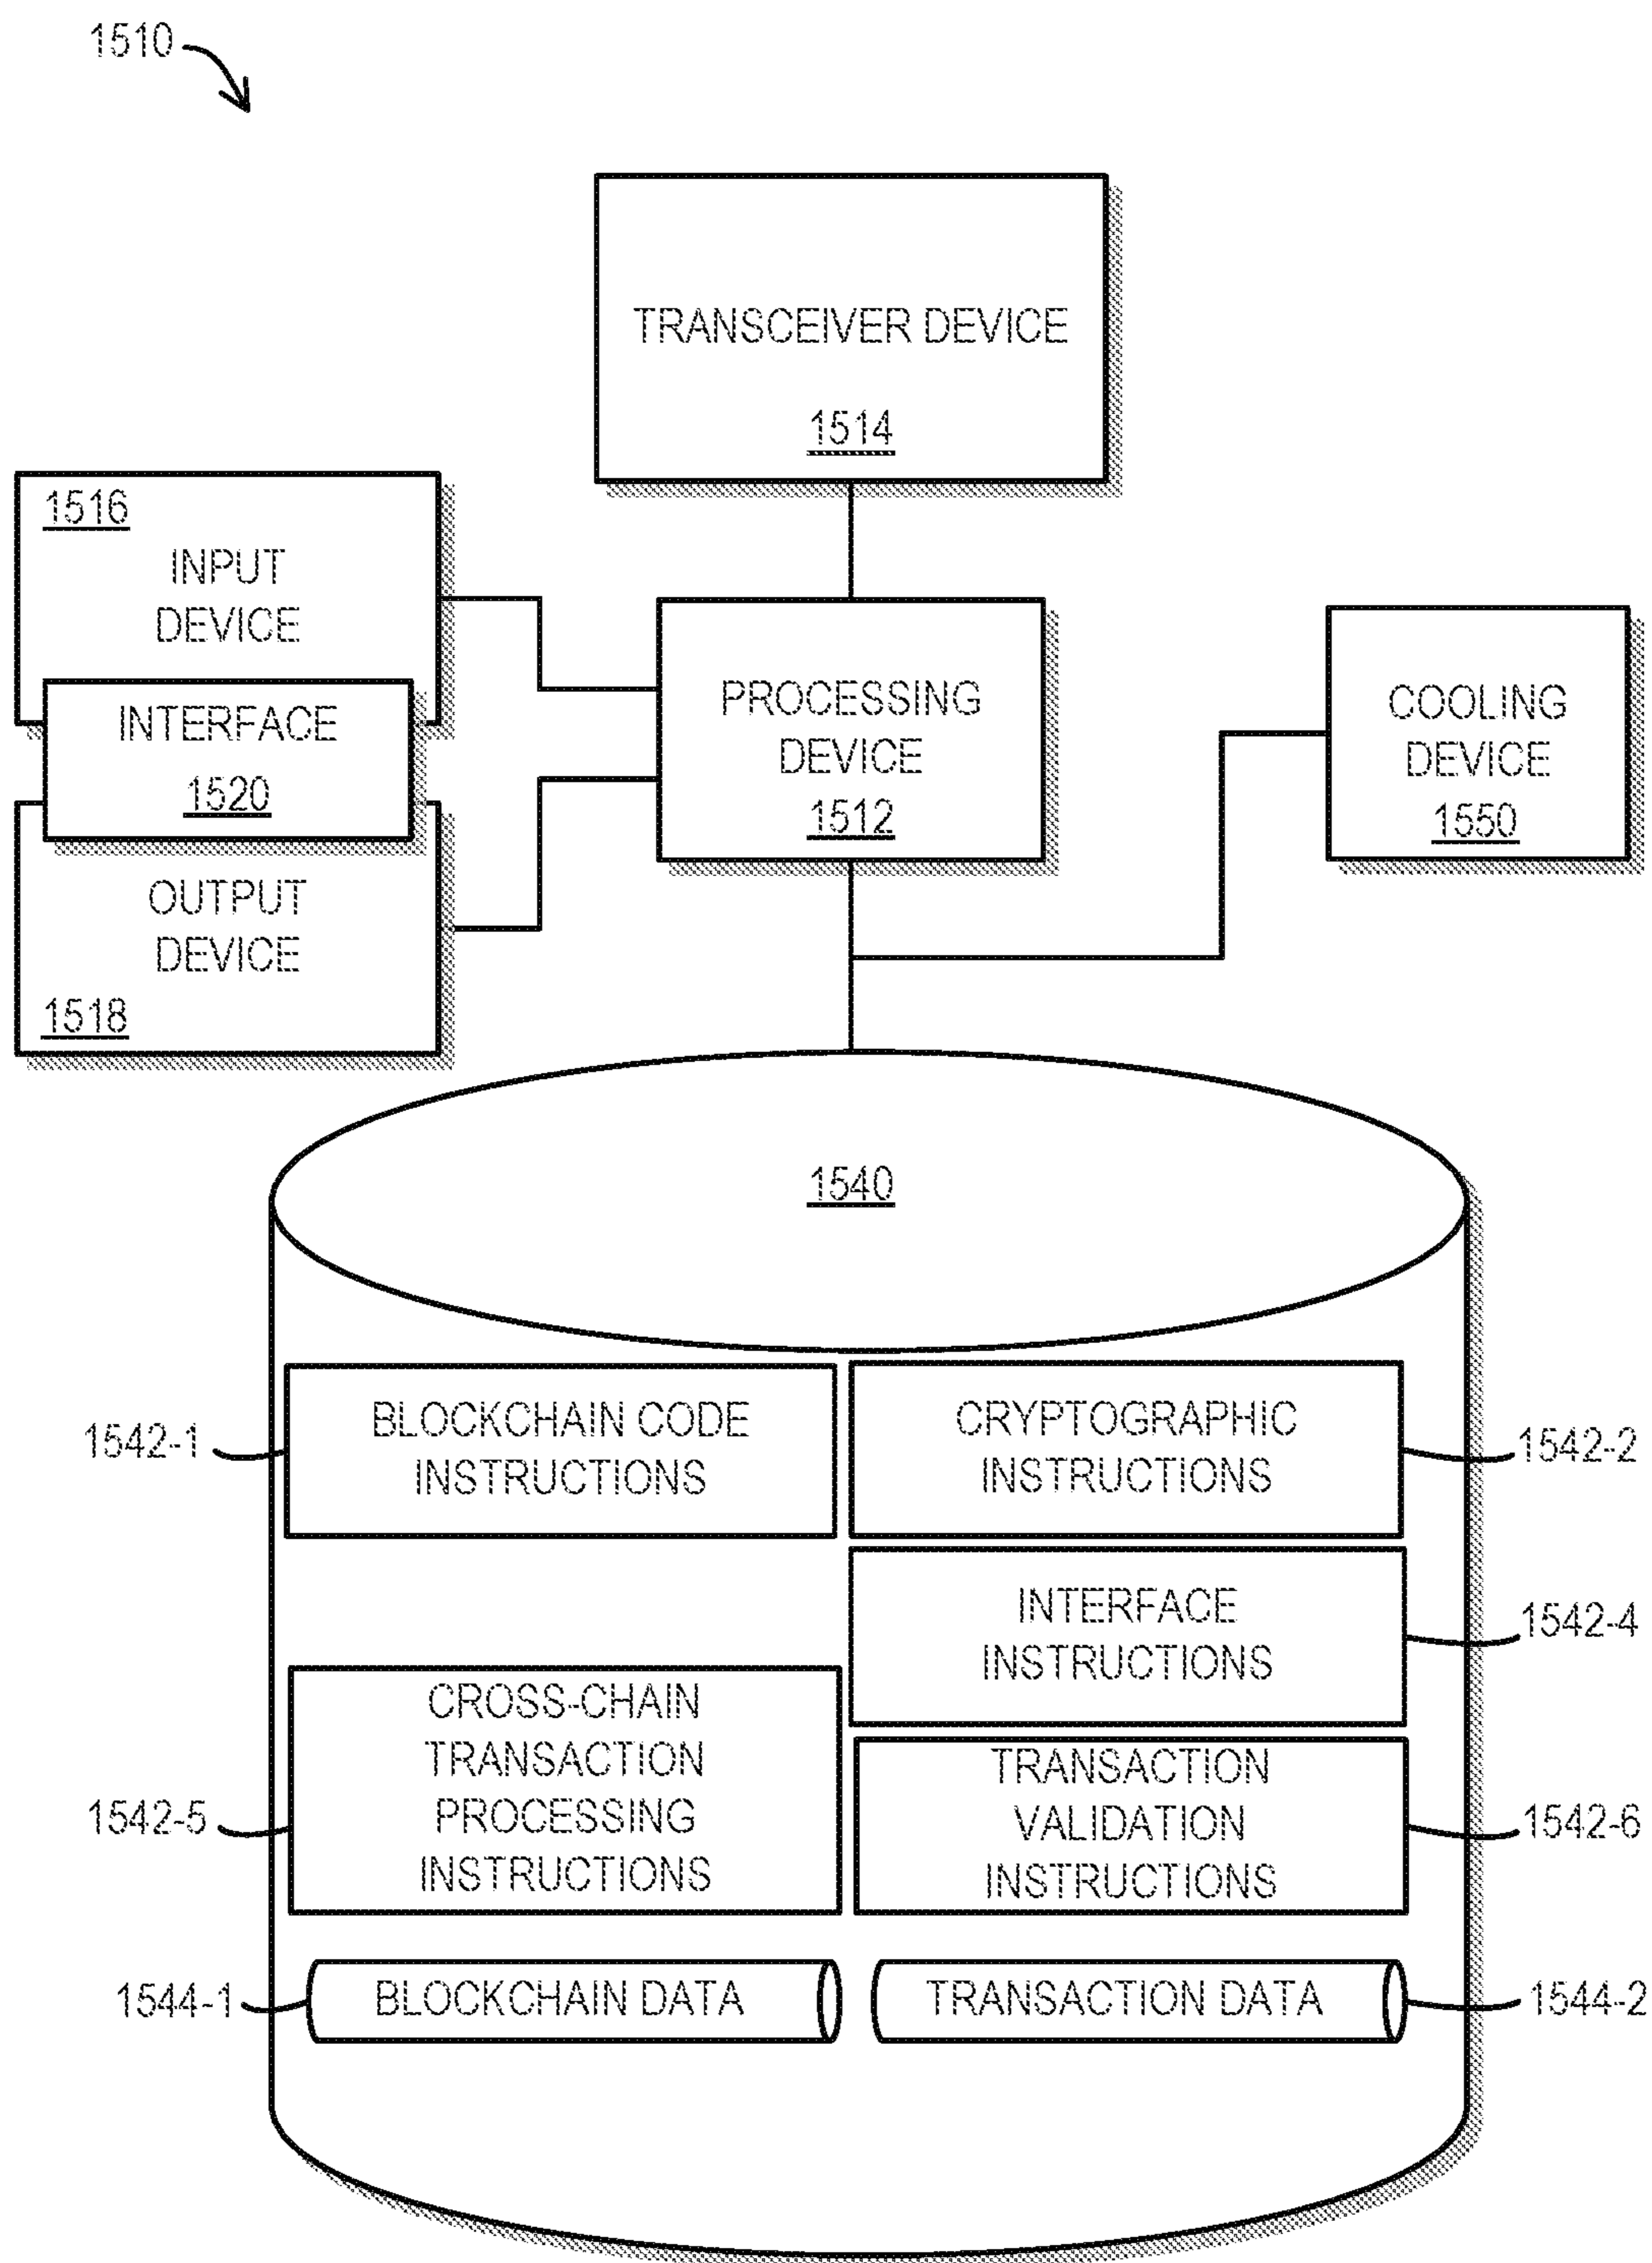 1510
TRANSCEIVER DEVICE
1514
1516
INPUT
DEVICE
INTERFACE
1520
OUTPUT
DEVICE
1518
PROCESSING
DEVICE
1512
COOLING
DEVICE
1550
1540
1542-1
BLOCKCHAIN CODE
INSTRUCTIONS
CRYPTOGRAPHIC
INSTRUCTIONS
1542-2
INTERFACE
INSTRUCTIONS
1542-4
CROSS-CHAIN
TRANSACTION
PROCESSING
INSTRUCTIONS
1542-5
TRANSACTION
VALIDATION
INSTRUCTIONS
1542-6
1544-1
BLOCKCHAIN DATA
TRANSACTION DATA
1544-2